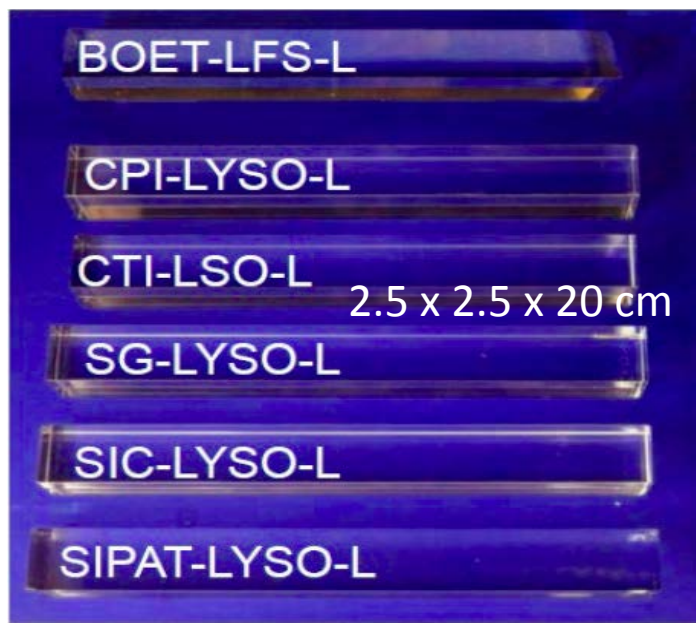 BOET-LFS-L
CPI-LYSO-L
CTI-LSO-L
2.5 x 2.5 x 20 cm
SG-LYSO-L
SIC-LYSO-L
SIPAT-LYSO-L